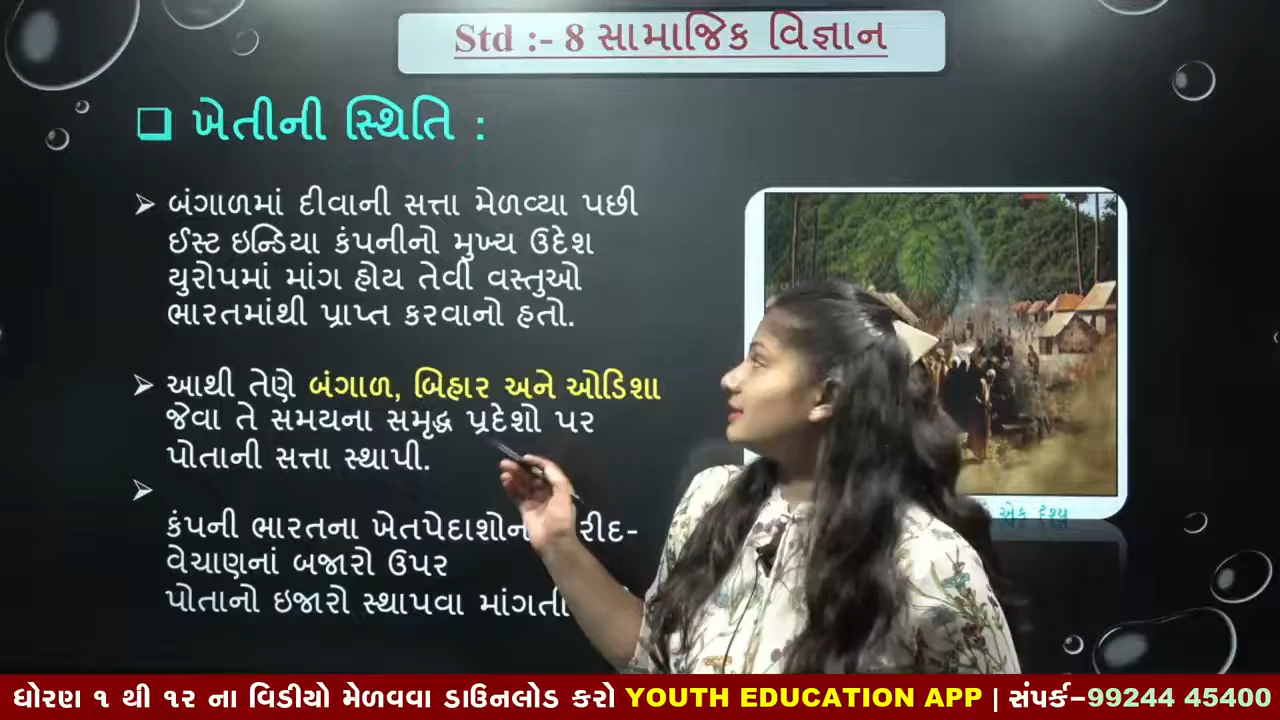 Std :- 8 સામાજિક વિજ્ઞાન
ખેતીની સ્થિતિ :
બંગાળમાં દીવાની સત્તા મેળવ્યા પછી
ઈસ્ટ ઇન્ડિયા કંપનીનો મુખ્ય ઉદેશ
યુરોપમાં માંગ હોય તેવી વસ્તુઓ
ભારતમાંથી પ્રાપ્ત કરવાનો હતો.
આથી તેણે બંગાળ, બિહાર અને ઓડિશા
જેવા તે સમયના સમૃદ્ધ પ્રદેશો પર
પોતાની સત્તા સ્થાપી.
કંપની ભારતના
વેચાણનાં બજારો ઉપર
પોતાનો ઇજારો સ્થાપવા માંગતી
એક દૃશ્ય
ધોરણ ૧ થી ૧૨ ના વિડીયો મેળવવા ડાઉનલોડ કરો YOUTH EDUCATION APP | સંપર્ક–99244 45400